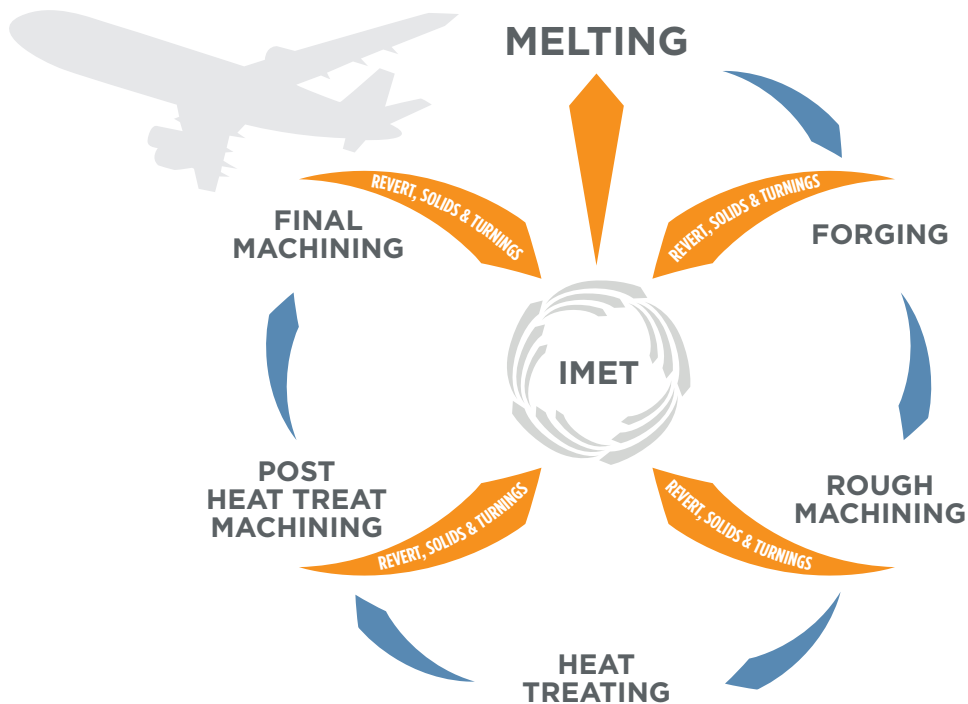 MELTING
REVERT, SOLIDS & TURNINGS
REVERT, SOLIDS & TURNINGS
FINAL
MACHINING
FORGING
IMET
POST
HEAT TREAT
MACHINING
ROUGH
MACHINING
REVERT, SOLIDS & TURNINGS
REVERT, SOLIDS & TURNINGS
HEAT
TREATING